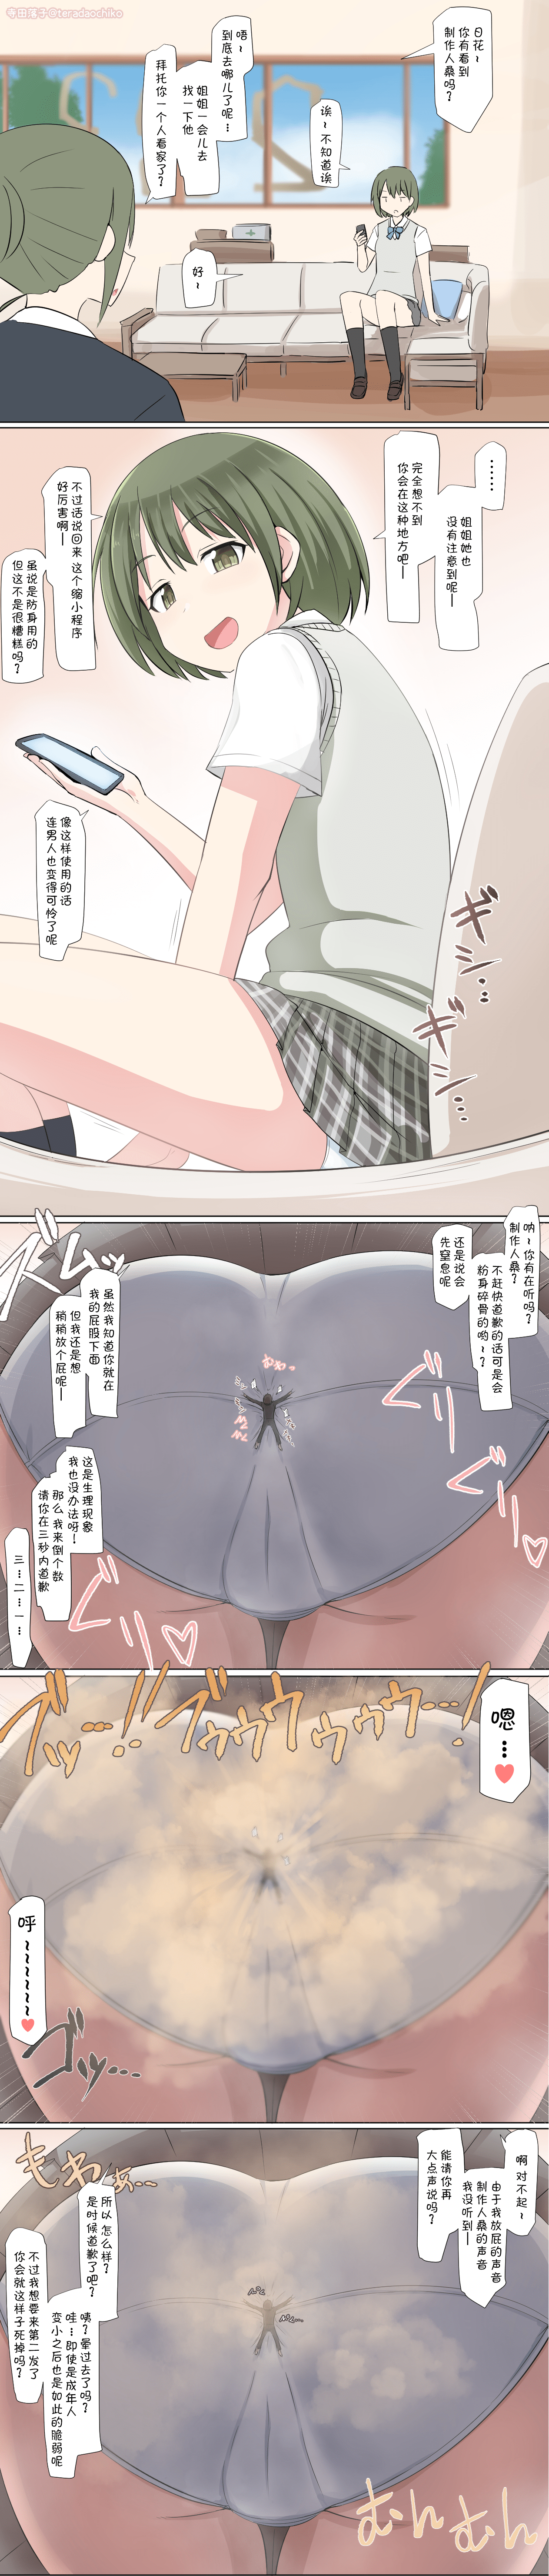 寺田落子@teradaochiko
日花~
你有看到
制作人桑吗?
诶~不知道诶
唔~
到底去哪儿了呢…
姐姐一会儿去
找一下他
拜托你一个人看家了?
好~
……
姐姐她也
没有注意到呢—
完全想不到
你会在这种地方吧—
不过话说回来 这个缩小程序
好厉害啊—
虽说是防身用的
但这不是很糟糕吗?
像这样使用的话
连男人也变得可怜了呢
ギシ…
ギシ…
呐~你有在听吗?
制作人桑?
不赶快道歉的话可是会
粉身碎骨的哟~?
还是说会
先窒息呢
虽然我知道你就在
我的屁股下面
但我还是想
稍稍放个屁呢—
这是生理现象
我也没办法呀!
那么 我来倒个数
请你在三秒内道歉
三…二…一…
ズムッ
ぐりっ
ぐりっ
ぐりっ
嗯…♥
ブッ!!…ブゥゥウウゥゥ…!
呼~~~~~~~♥
ブッ…
啊 对不起~
由于我放屁的声音
制作人桑的声音
我没听到—
能请你再
大点声说吗?
所以 怎么样?
是时候道歉了吧?
咦?晕过去了吗?
哇…即使是成年人
变小之后也是如此的脆弱呢
不过我想要来第二发了
你会就这样子死掉吗?
もわぁぁ…
むんむん